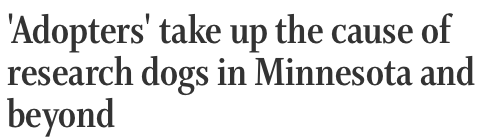 'Adopters' take up the cause of
research dogs in Minnesota and
beyond